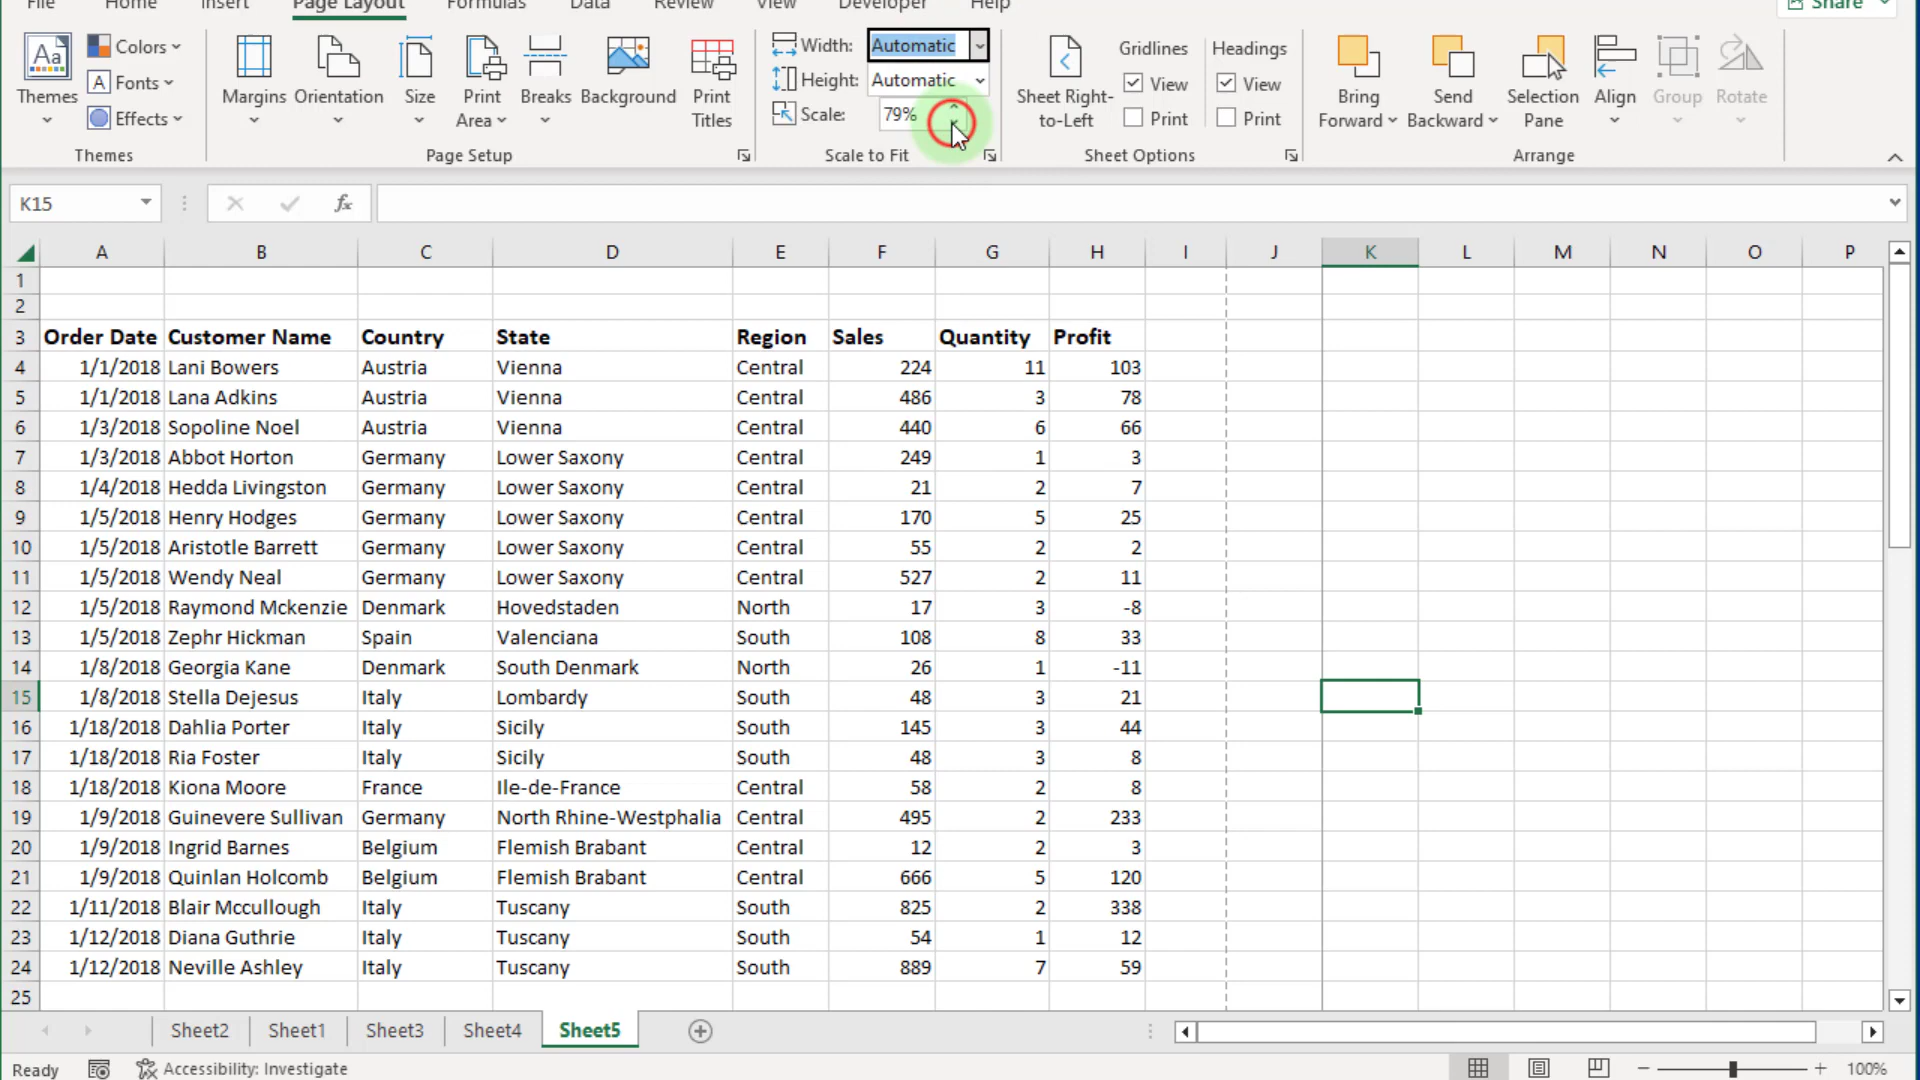 File Home Insert Page Layout Formulas Data Review View Developer Help Share
Themes Colors Fonts Effects Margins Orientation Size Print Area Breaks Background Print Titles Width: Automatic Height: Automatic Scale: 79% Sheet Right-to-Left Gridlines View Print Headings View Print Bring Forward Send Backward Selection Pane Align Group Rotate
Themes Page Setup Scale to Fit Sheet Options Arrange
K15 fx
A B C D E F G H I J K L M N O P
1
2
3 Order Date Customer Name Country State Region Sales Quantity Profit
4 1/1/2018 Lani Bowers Austria Vienna Central 224 11 103
5 1/1/2018 Lana Adkins Austria Vienna Central 486 3 78
6 1/3/2018 Sopoline Noel Austria Vienna Central 440 6 66
7 1/3/2018 Abbot Horton Germany Lower Saxony Central 249 1 3
8 1/4/2018 Hedda Livingston Germany Lower Saxony Central 21 2 7
9 1/5/2018 Henry Hodges Germany Lower Saxony Central 170 5 25
10 1/5/2018 Aristotle Barrett Germany Lower Saxony Central 55 2 2
11 1/5/2018 Wendy Neal Germany Lower Saxony Central 527 2 11
12 1/5/2018 Raymond Mckenzie Denmark Hovedstaden North 17 3 -8
13 1/5/2018 Zephr Hickman Spain Valenciana South 108 8 33
14 1/8/2018 Georgia Kane Denmark South Denmark North 26 1 -11
15 1/8/2018 Stella Dejesus Italy Lombardy South 48 3 21
16 1/18/2018 Dahlia Porter Italy Sicily South 145 3 44
17 1/18/2018 Ria Foster Italy Sicily South 48 3 8
18 1/18/2018 Kiona Moore France Ile-de-France Central 58 2 8
19 1/9/2018 Guinevere Sullivan Germany North Rhine-Westphalia Central 495 2 233
20 1/9/2018 Ingrid Barnes Belgium Flemish Brabant Central 12 2 3
21 1/9/2018 Quinlan Holcomb Belgium Flemish Brabant Central 666 5 120
22 1/11/2018 Blair Mccullough Italy Tuscany South 825 2 338
23 1/12/2018 Diana Guthrie Italy Tuscany South 54 1 12
24 1/12/2018 Neville Ashley Italy Tuscany South 889 7 59
25
Sheet2 Sheet1 Sheet3 Sheet4 Sheet5
Ready Accessibility: Investigate 100%